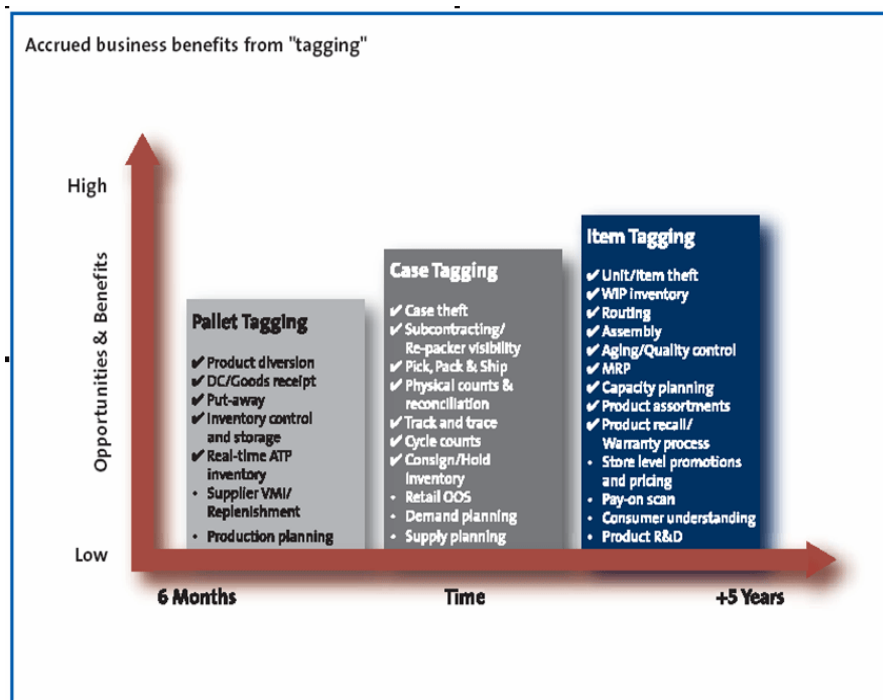 Accrued business benefits from "tagging"
High
Opportunities & Benefits
Low
Pallet Tagging
✔ Product diversion
✔ DC/Goods receipt
✔ Put-away
✔ Inventory control
and storage
✔ Real-time ATP
inventory
• Supplier VMI/
Replenishment
• Production planning
Case Tagging
✔ Case theft
✔ Subcontracting/
Re-packer visibility
✔ Pick, Pack & Ship
✔ Physical counts &
reconciliation
✔ Track and trace
✔ Cycle counts
✔ Consign/Hold
Inventory
• Retail OOS
• Demand planning
• Supply planning
Item Tagging
✔ Unit/Item theft
✔ WIP inventory
✔ Routing
✔ Assembly
✔ Aging/Quality control
✔ MRP
✔ Capacity planning
✔ Product assortments
✔ Product recall/
Warranty process
• Store level promotions
and pricing
• Pay-on scan
• Consumer understanding
• Product R&D
6 Months
Time
+5 Years